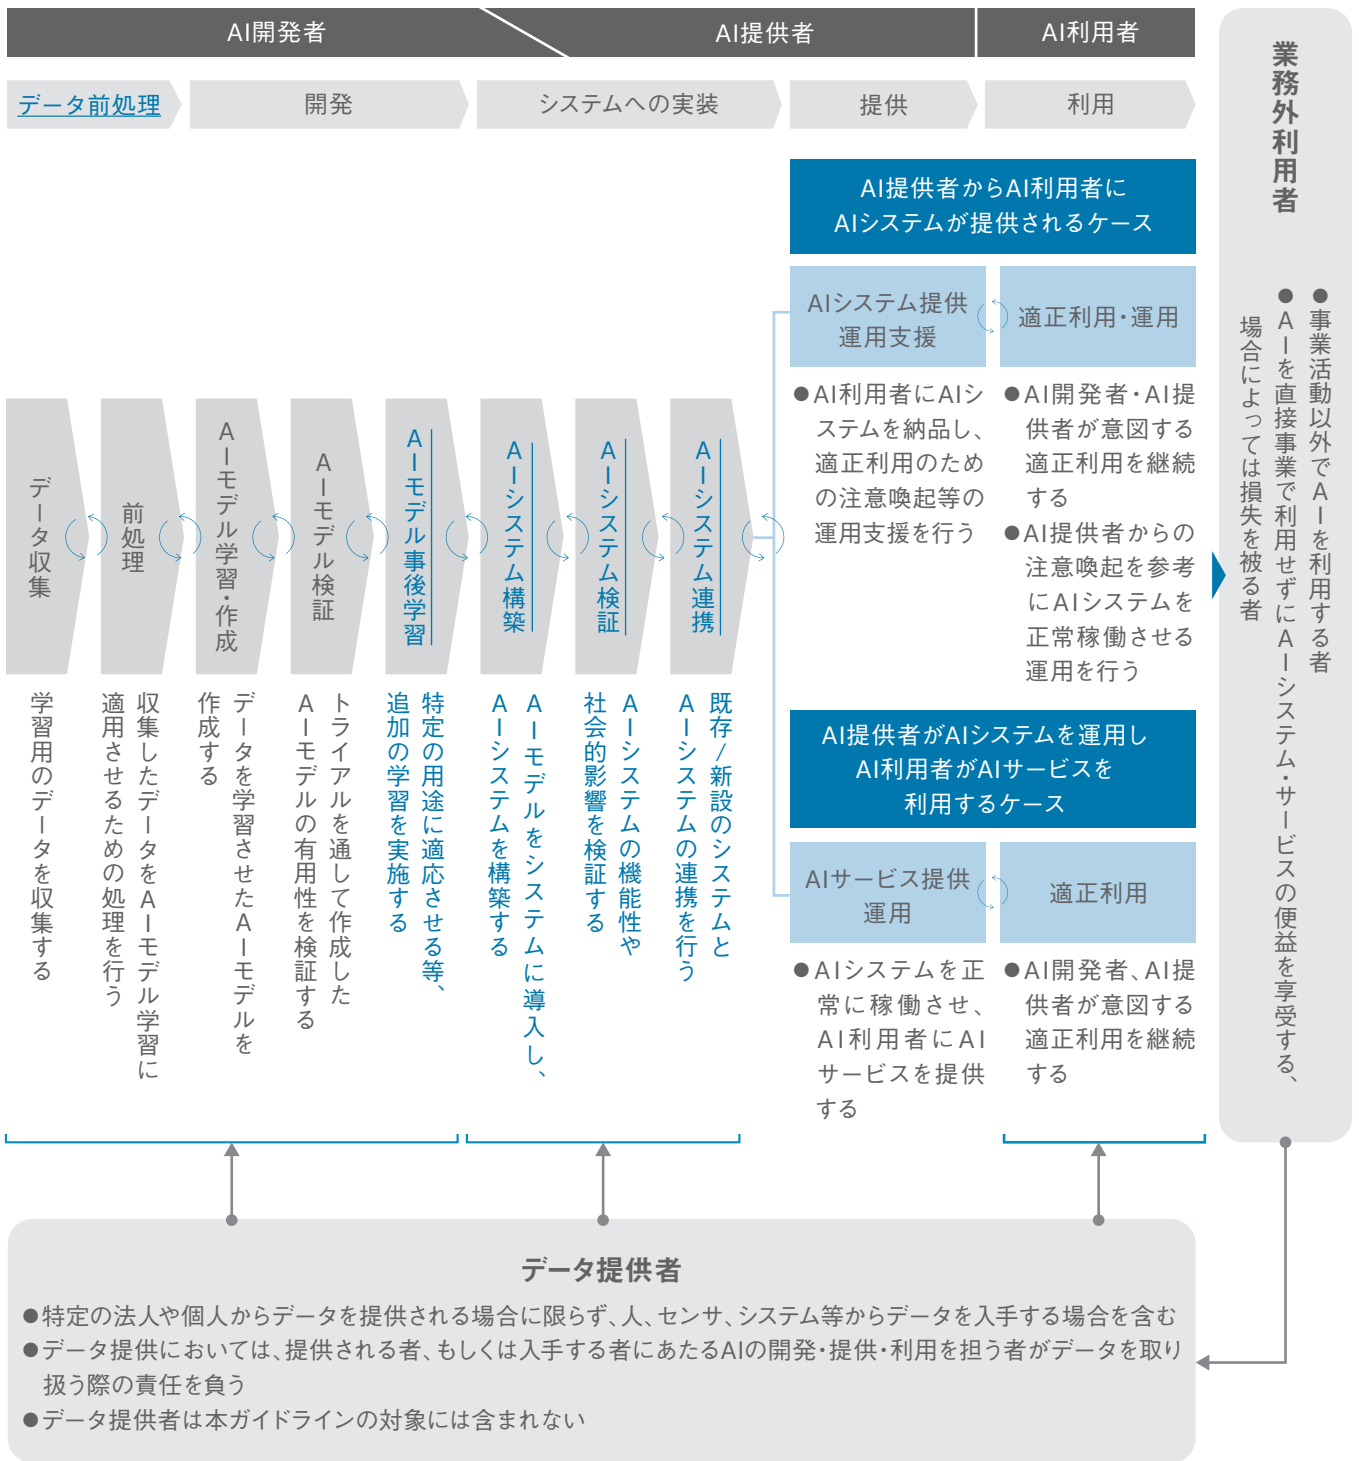 AI開発者
AI提供者
AI利用者
データ前処理
開発
システムへの実装
提供
利用
データ収集
前処理
AIモデル学習・作成
AIモデル検証
AIモデル事後学習
AIシステム構築
AIシステム検証
AIシステム連携
学習用のデータを収集する
収集したデータをAIモデル学習に
適用させるための処理を行う
データを学習させたAIモデルを
作成する
トライアルを通して作成した
AIモデルの有用性を検証する
特定の用途に適応させる等、
追加の学習を実施する
AIモデルをシステムに導入し、
AIシステムを構築する
AIシステムの機能性や
社会的影響を検証する
既存/新設のシステムと
AIシステムの連携を行う
AI提供者からAI利用者に
AIシステムが提供されるケース
AIシステム提供
運用支援
適正利用・運用
●AI利用者にAIシ
ステムを納品し、
適正利用のため
の注意喚起等の
運用支援を行う
●AI開発者・AI提
供者が意図する
適正利用を継続
する
●AI提供者からの
注意喚起を参考
にAIシステムを
正常稼働させる
運用を行う
AI提供者がAIシステムを運用し
AI利用者がAIサービスを
利用するケース
AIサービス提供
運用
適正利用
●AIシステムを正
常に稼働させ、
AI利用者にAI
サービスを提供
する
●AI開発者、AI提
供者が意図する
適正利用を継続
する
業務外利用者
●事業活動以外でAIを利用する者
●AIを直接事業で利用せずにAIシステム・サービスの便益を享受する、
場合によっては損失を被る者
データ提供者
●特定の法人や個人からデータを提供される場合に限らず、人、センサ、システム等からデータを入手する場合を含む
●データ提供においては、提供される者、もしくは入手する者にあたるAIの開発・提供・利用を担う者がデータを取り
扱う際の責任を負う
●データ提供者は本ガイドラインの対象には含まれない